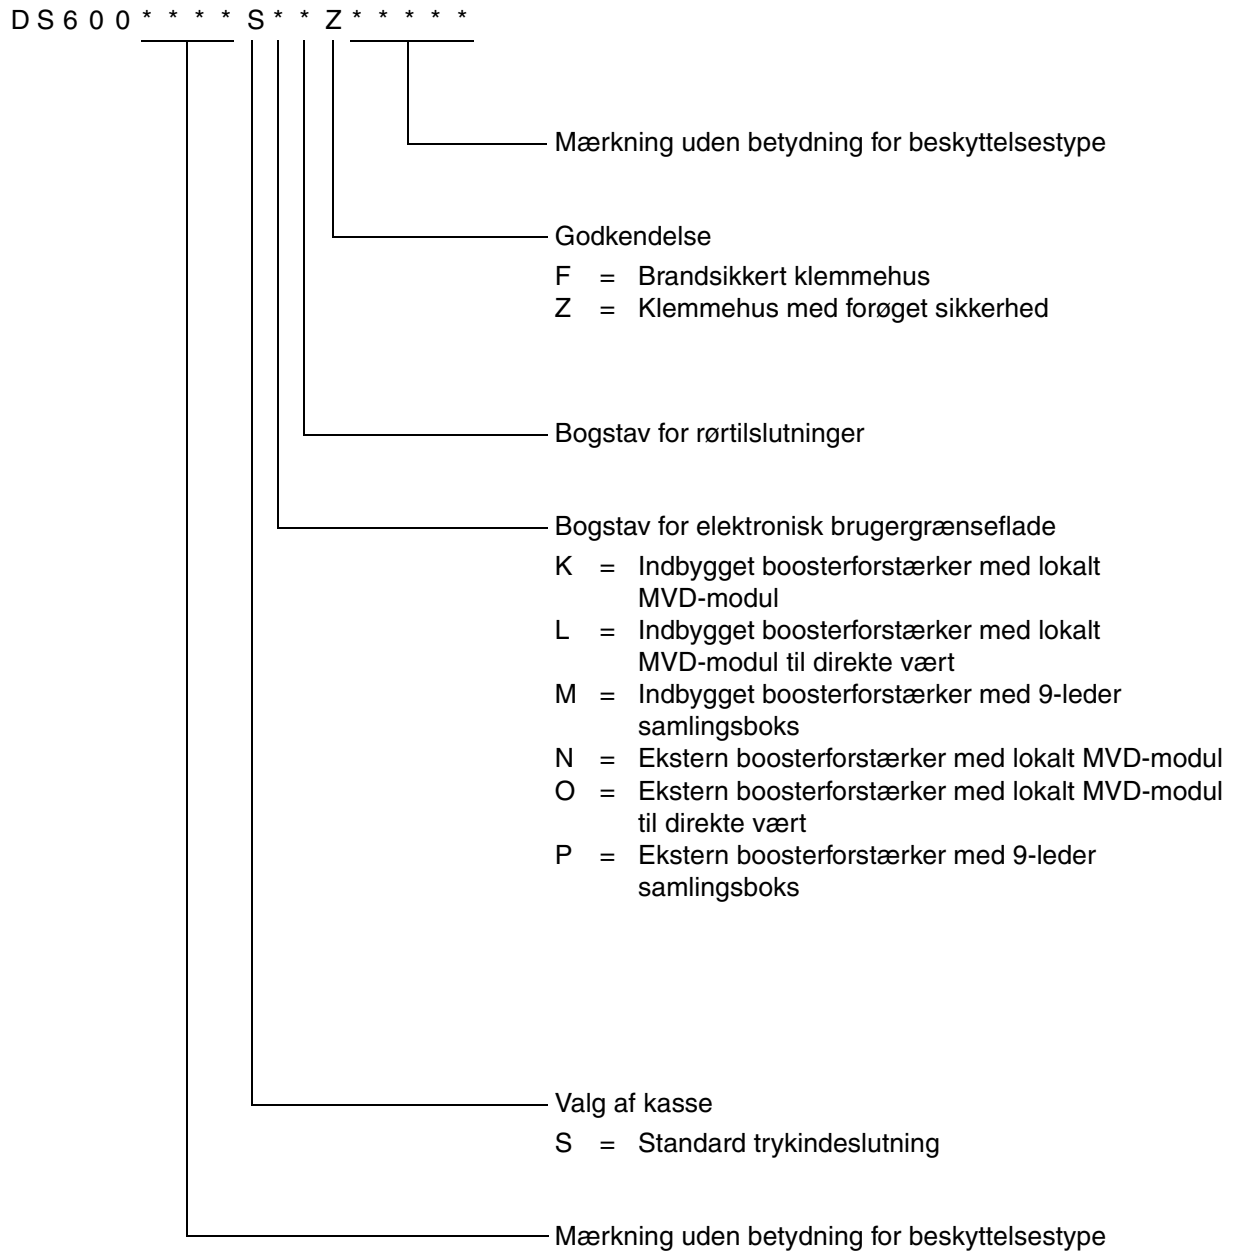 DS600* * * * S * * Z * * * * *
Mærkning uden betydning for beskyttelsestype
Godkendelse
F = Brandsikkert klemmehus
Z = Klemmehus med forøget sikkerhed
Bogstav for rørtilslutninger
Bogstav for elektronisk brugergrænseflade
K = Indbygget boosterforstærker med lokalt
MVD-modul
L = Indbygget boosterforstærker med lokalt
MVD-modul til direkte vært
M = Indbygget boosterforstærker med 9-leder
samlingsboks
N = Ekstern boosterforstærker med lokalt MVD-modul
O = Ekstern boosterforstærker med lokalt MVD-modul
til direkte vært
P = Ekstern boosterforstærker med 9-leder
samlingsboks
Valg af kasse
S = Standard trykindeslutning
Mærkning uden betydning for beskyttelsestype